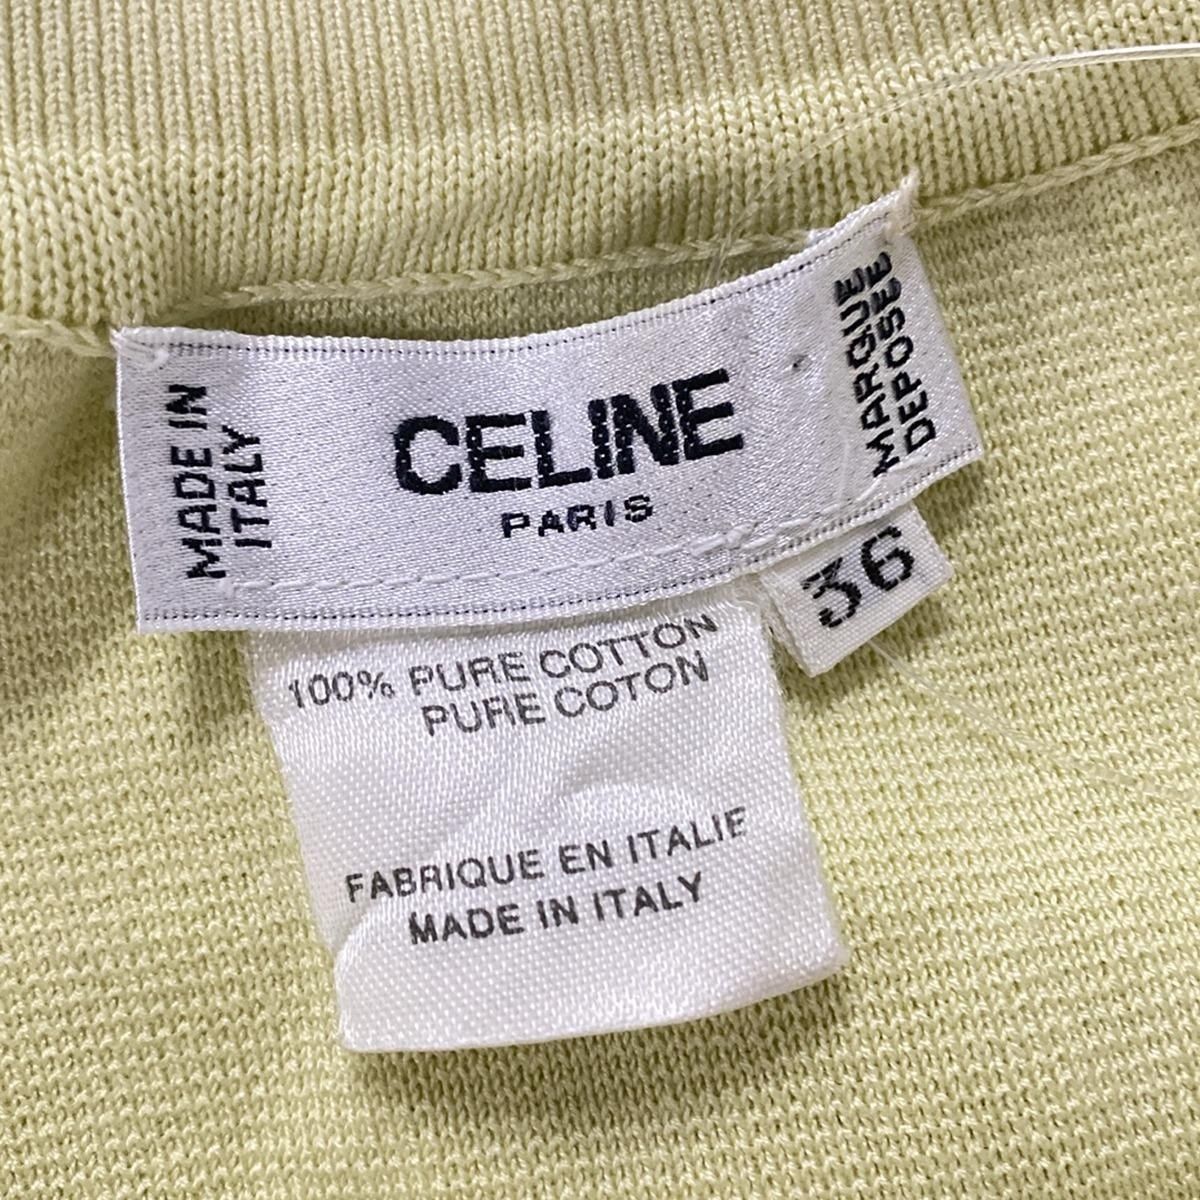 MADE IN
ITALY
CELINE
PARIS
MARQUE
DEPOSEE
36
100% PURE COTTON
PURE COTON
FABRIQUE EN ITALIE
MADE IN ITALY